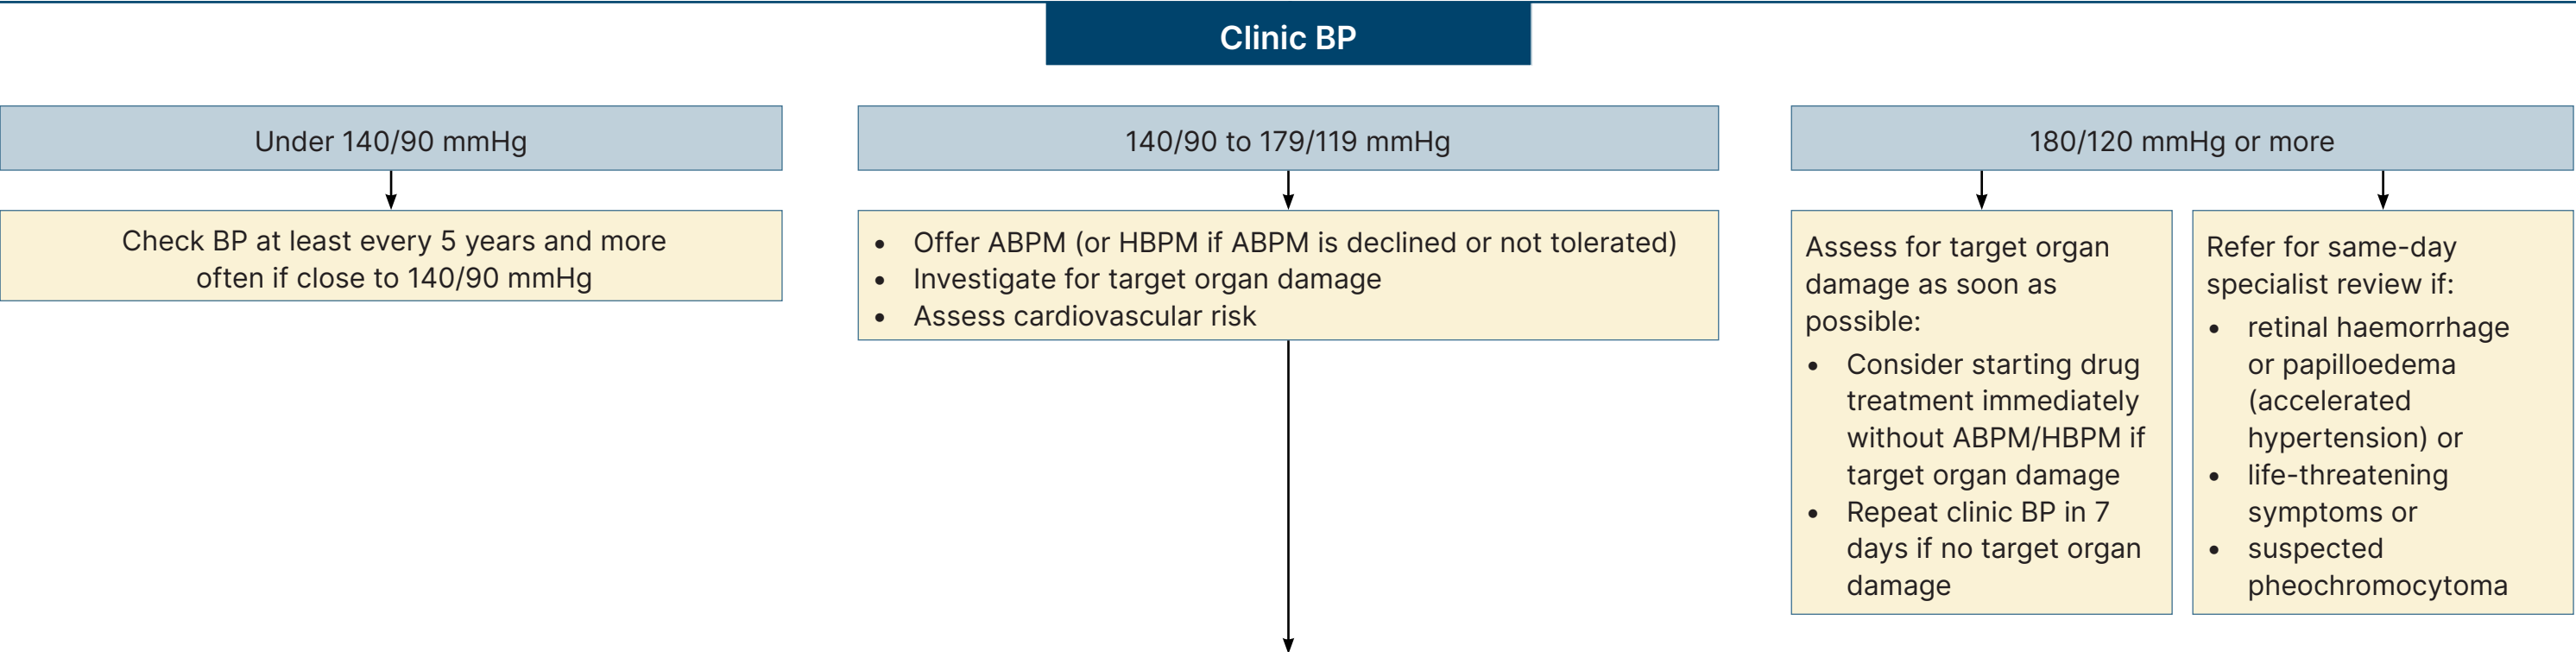 Clinic BP
Under 140/90 mmHg
Check BP at least every 5 years and more
often if close to 140/90 mmHg
140/90 to 179/119 mmHg
• Offer ABPM (or HBPM if ABPM is declined or not tolerated)
• Investigate for target organ damage
• Assess cardiovascular risk
180/120 mmHg or more
Assess for target organ
damage as soon as
possible:
• Consider starting drug
treatment immediately
without ABPM/HBPM if
target organ damage
• Repeat clinic BP in 7
days if no target organ
damage
Refer for same-day
specialist review if:
• retinal haemorrhage
or papilloedema
(accelerated
hypertension) or
• life-threatening
symptoms or
• suspected
pheochromocytoma